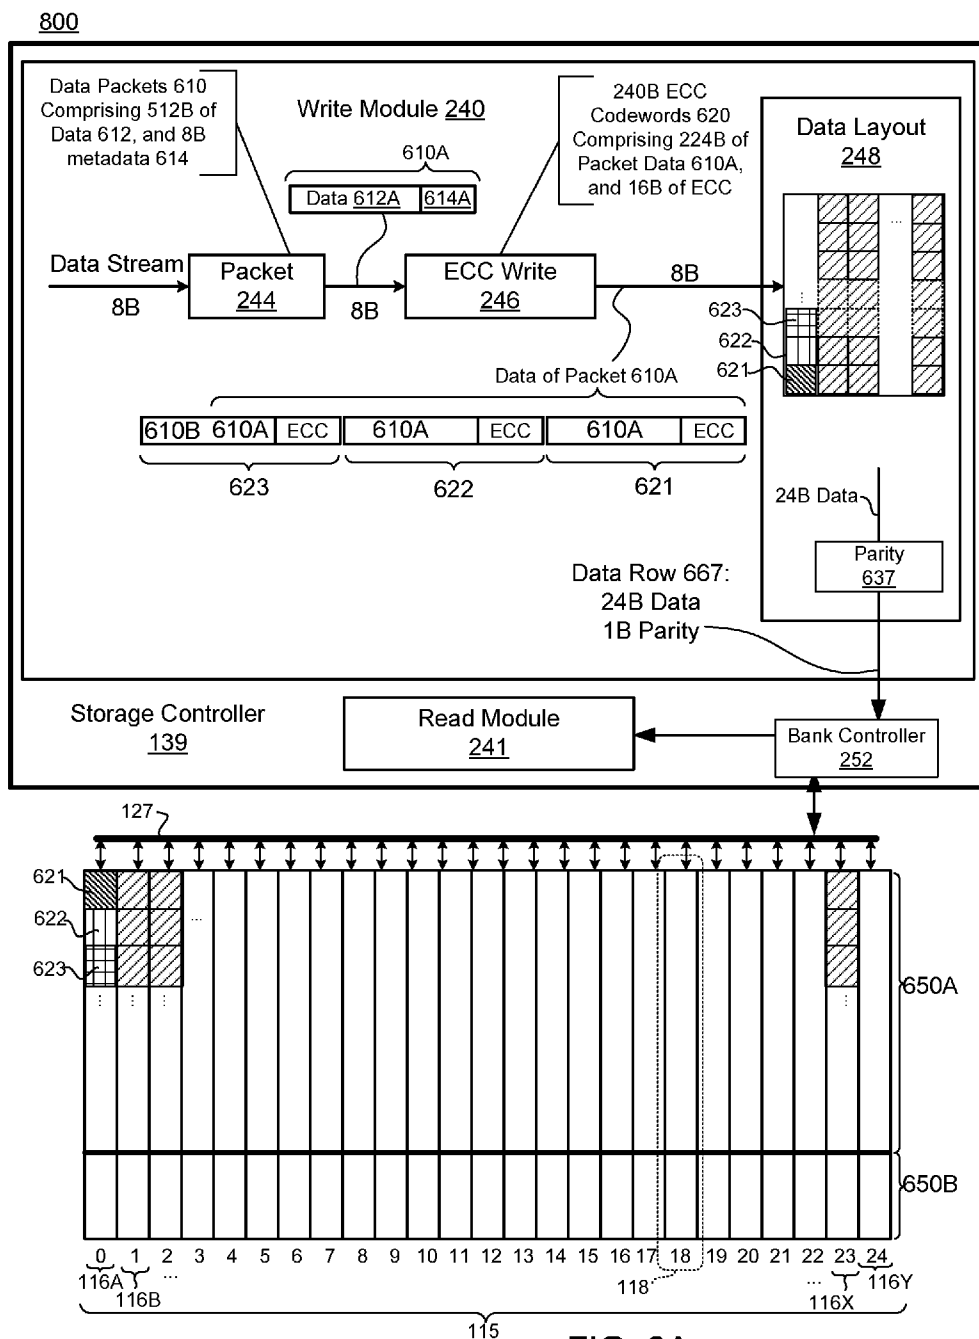 800
Data Packets 610
Comprising 512B of
Data 612, and 8B
metadata 614
Write Module 240
240B ECC
Codewords 620
Comprising 224B of
Packet Data 610A,
and 16B of ECC
Data Layout
248
610A
Data 612A
614A
Data Stream
8B
Packet
244
8B
ECC Write
246
8B
...
...
623
622
621
Data of Packet 610A
610B 610A ECC
610A ECC
610A ECC
623
622
621
24B Data
Parity
637
Data Row 667:
24B Data
1B Parity
Storage Controller
139
Read Module
241
Bank Controller
252
127
621
622
623
...
...
...
...
...
650A
650B
0 1 2 3 4 5 6 7 8 9 10 11 12 13 14 15 16 17 18 19 20 21 22 23 24
116A
116B
...
118
...
116X
116Y
115